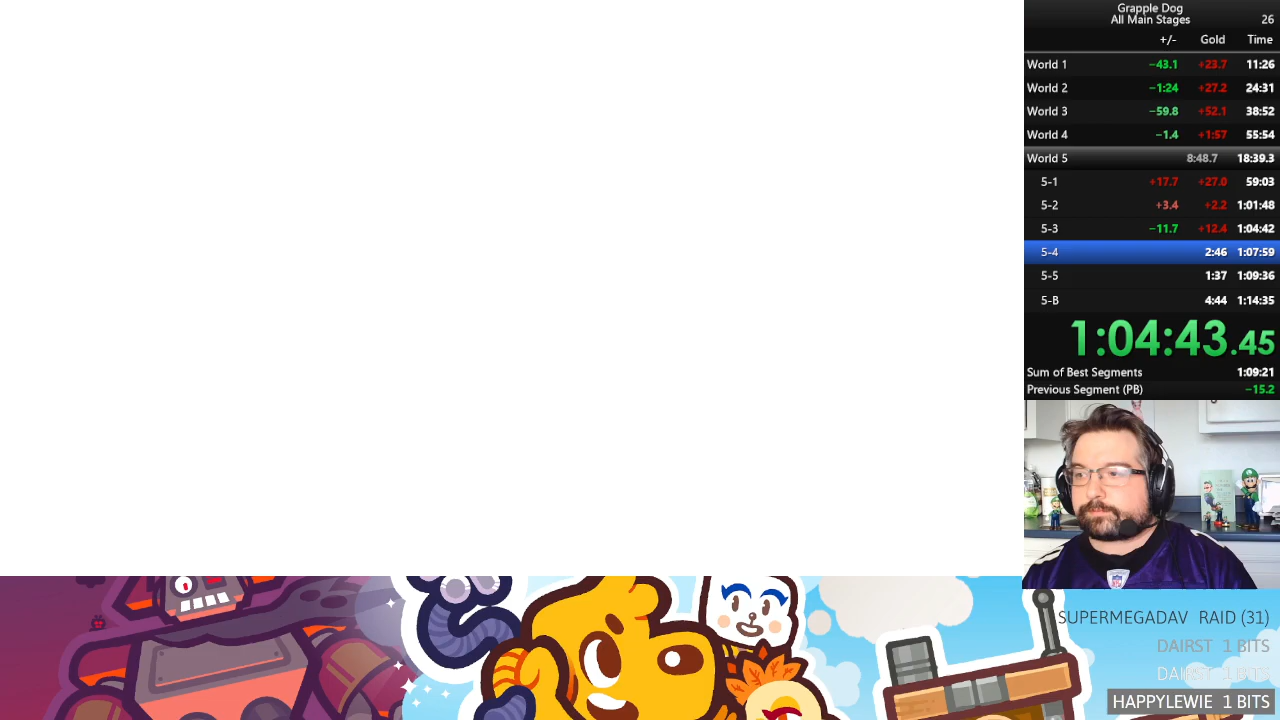 Grapple Dog
All Main Stages 26
+/- Gold Time
World 1 −43.1 +23.7 11:26
World 2 −1:24 +27.2 24:31
World 3 −59.8 +52.1 38:52
World 4 −1.4 +1:57 55:54
World 5 8:48.7 18:39.3
5-1 +17.7 +27.0 59:03
5-2 +3.4 +2.2 1:01:48
5-3 −11.7 +12.4 1:04:42
5-4 2:46 1:07:59
5-5 1:37 1:09:36
5-B 4:44 1:14:35
1:04:43.45
Sum of Best Segments 1:09:21
Previous Segment (PB) −15.2
NFL
SUPERMEGADAV RAID (31)
DAIRST 1 BITS
DAIRST 1 BITS
HAPPYLEWIE 1 BITS